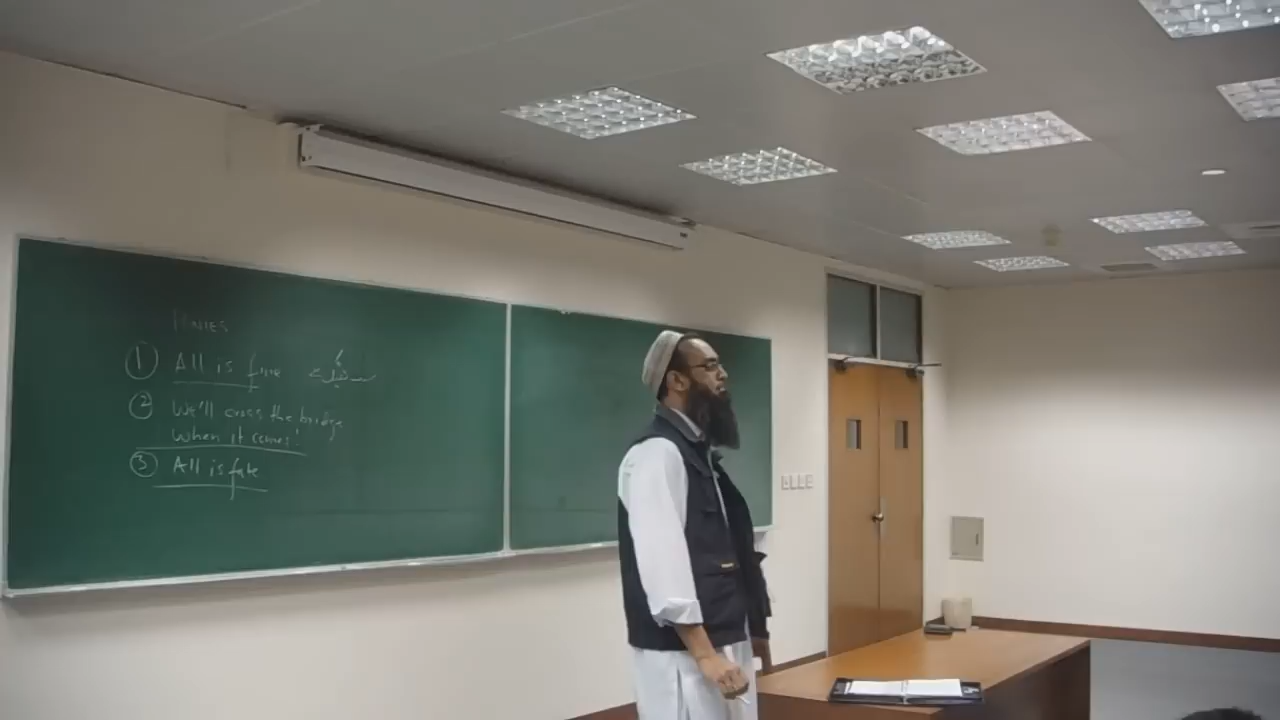 ① All is fine
② We'll cross the bridge
when it comes!
③ All is fate